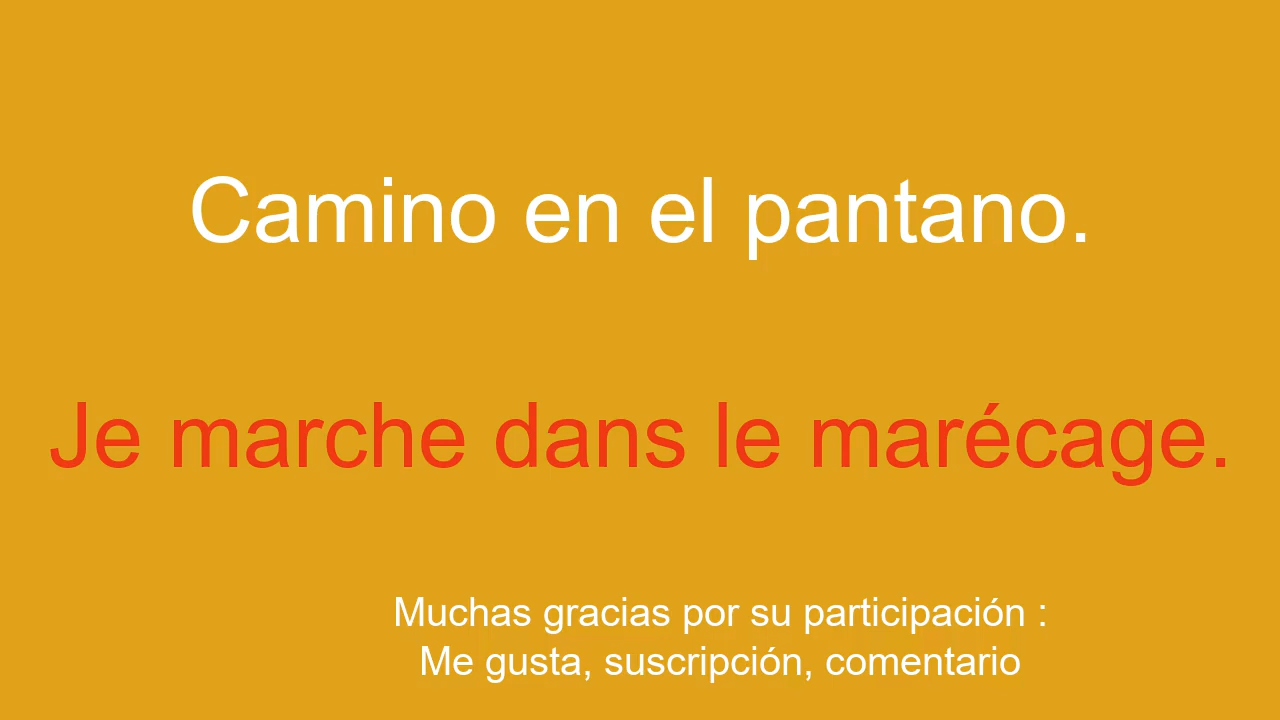 Camino en el pantano.
Je marche dans le marécage.
Muchas gracias por su participación :
Me gusta, suscripción, comentario